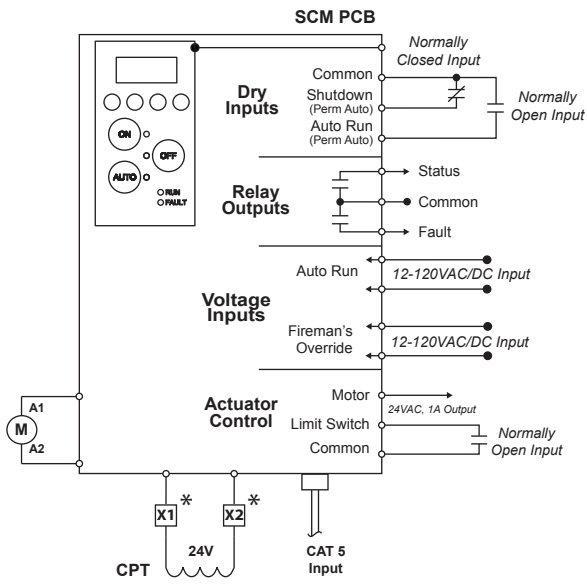 SCM PCB
Normally
Closed Input
Dry
Inputs
Common
Shutdown
(Perm Auto)
Auto Run
(Perm Auto)
Normally
Open Input
ON
OFF
AUTO
RUN
FAULT
Relay
Outputs
Status
Common
Fault
Voltage
Inputs
Auto Run
12-120VAC/DC Input
Fireman's
Override
12-120VAC/DC Input
Actuator
Control
Motor
24VAC, 1A Output
Limit Switch
Common
Normally
Open Input
A1
M
A2
X1 *
X2 *
24V
CPT
CAT 5
Input